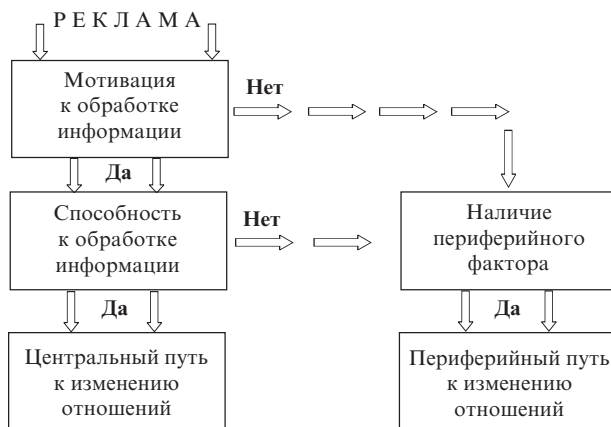 Р Е К Л А М А
Мотивация
к обработке
информации
Нет
Да
Способность
к обработке
информации
Нет
Наличие
периферийного
фактора
Да
Да
Центральный путь
к изменению
отношений
Периферийный путь
к изменению
отношений